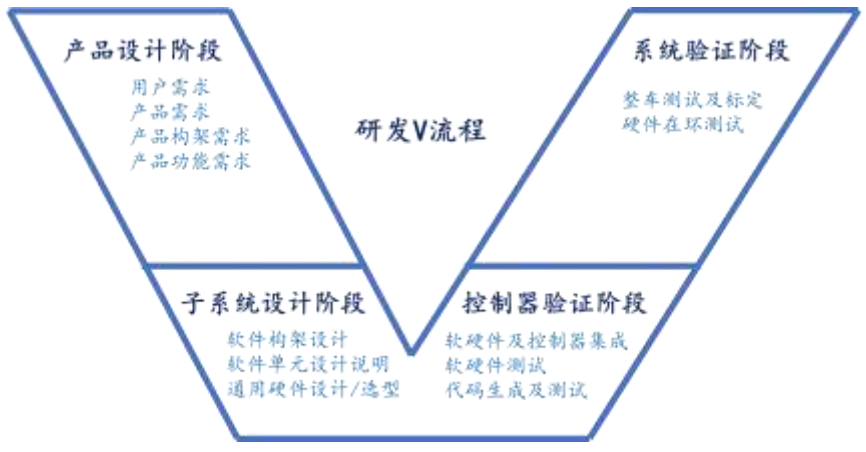 产品设计阶段
用户需求
产品需求
产品构架需求
产品功能需求
研发V流程
系统验证阶段
整车测试及标定
硬件在环测试
子系统设计阶段
软件构架设计
软件单元设计说明
通用硬件设计/选型
控制器验证阶段
软硬件及控制器集成
软硬件测试
代码生成及测试